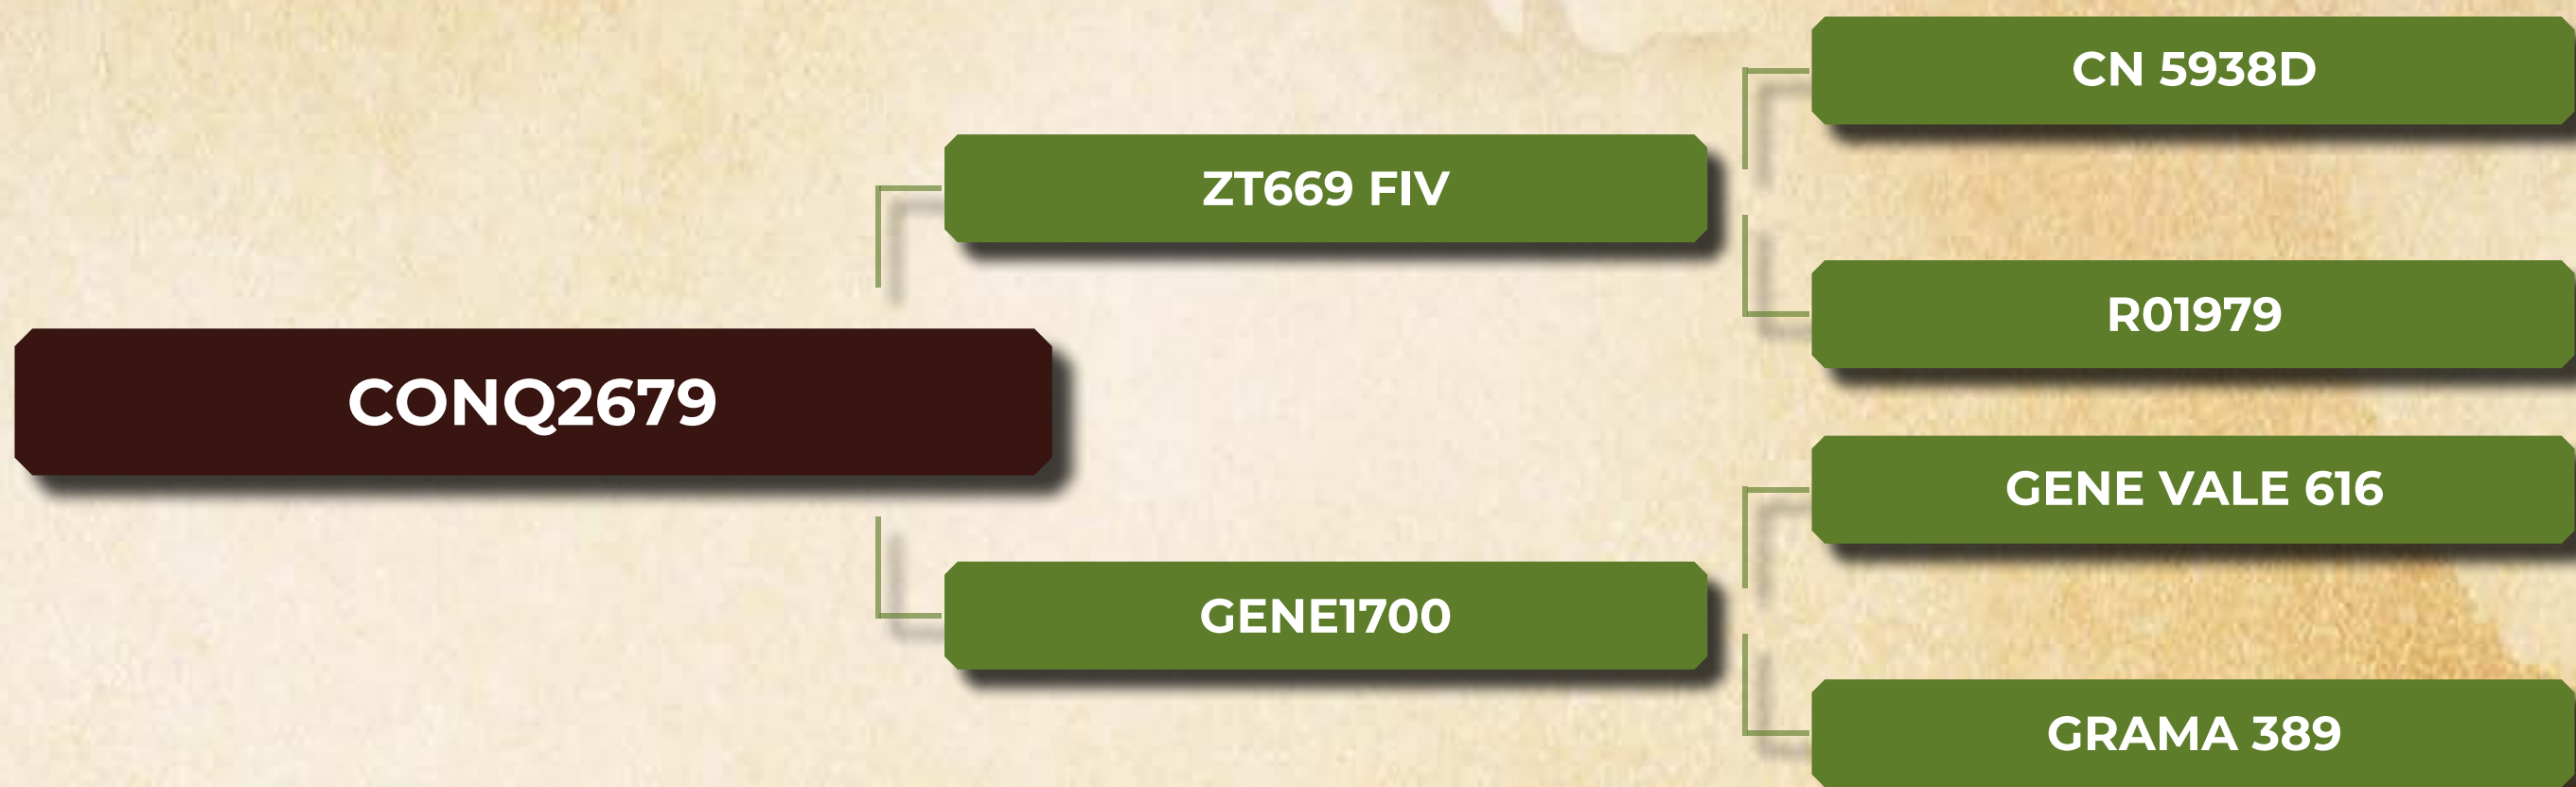 CN 5938D
ZT669 FIV
R01979
CONQ2679
GENE VALE 616
GENE1700
GRAMA 389